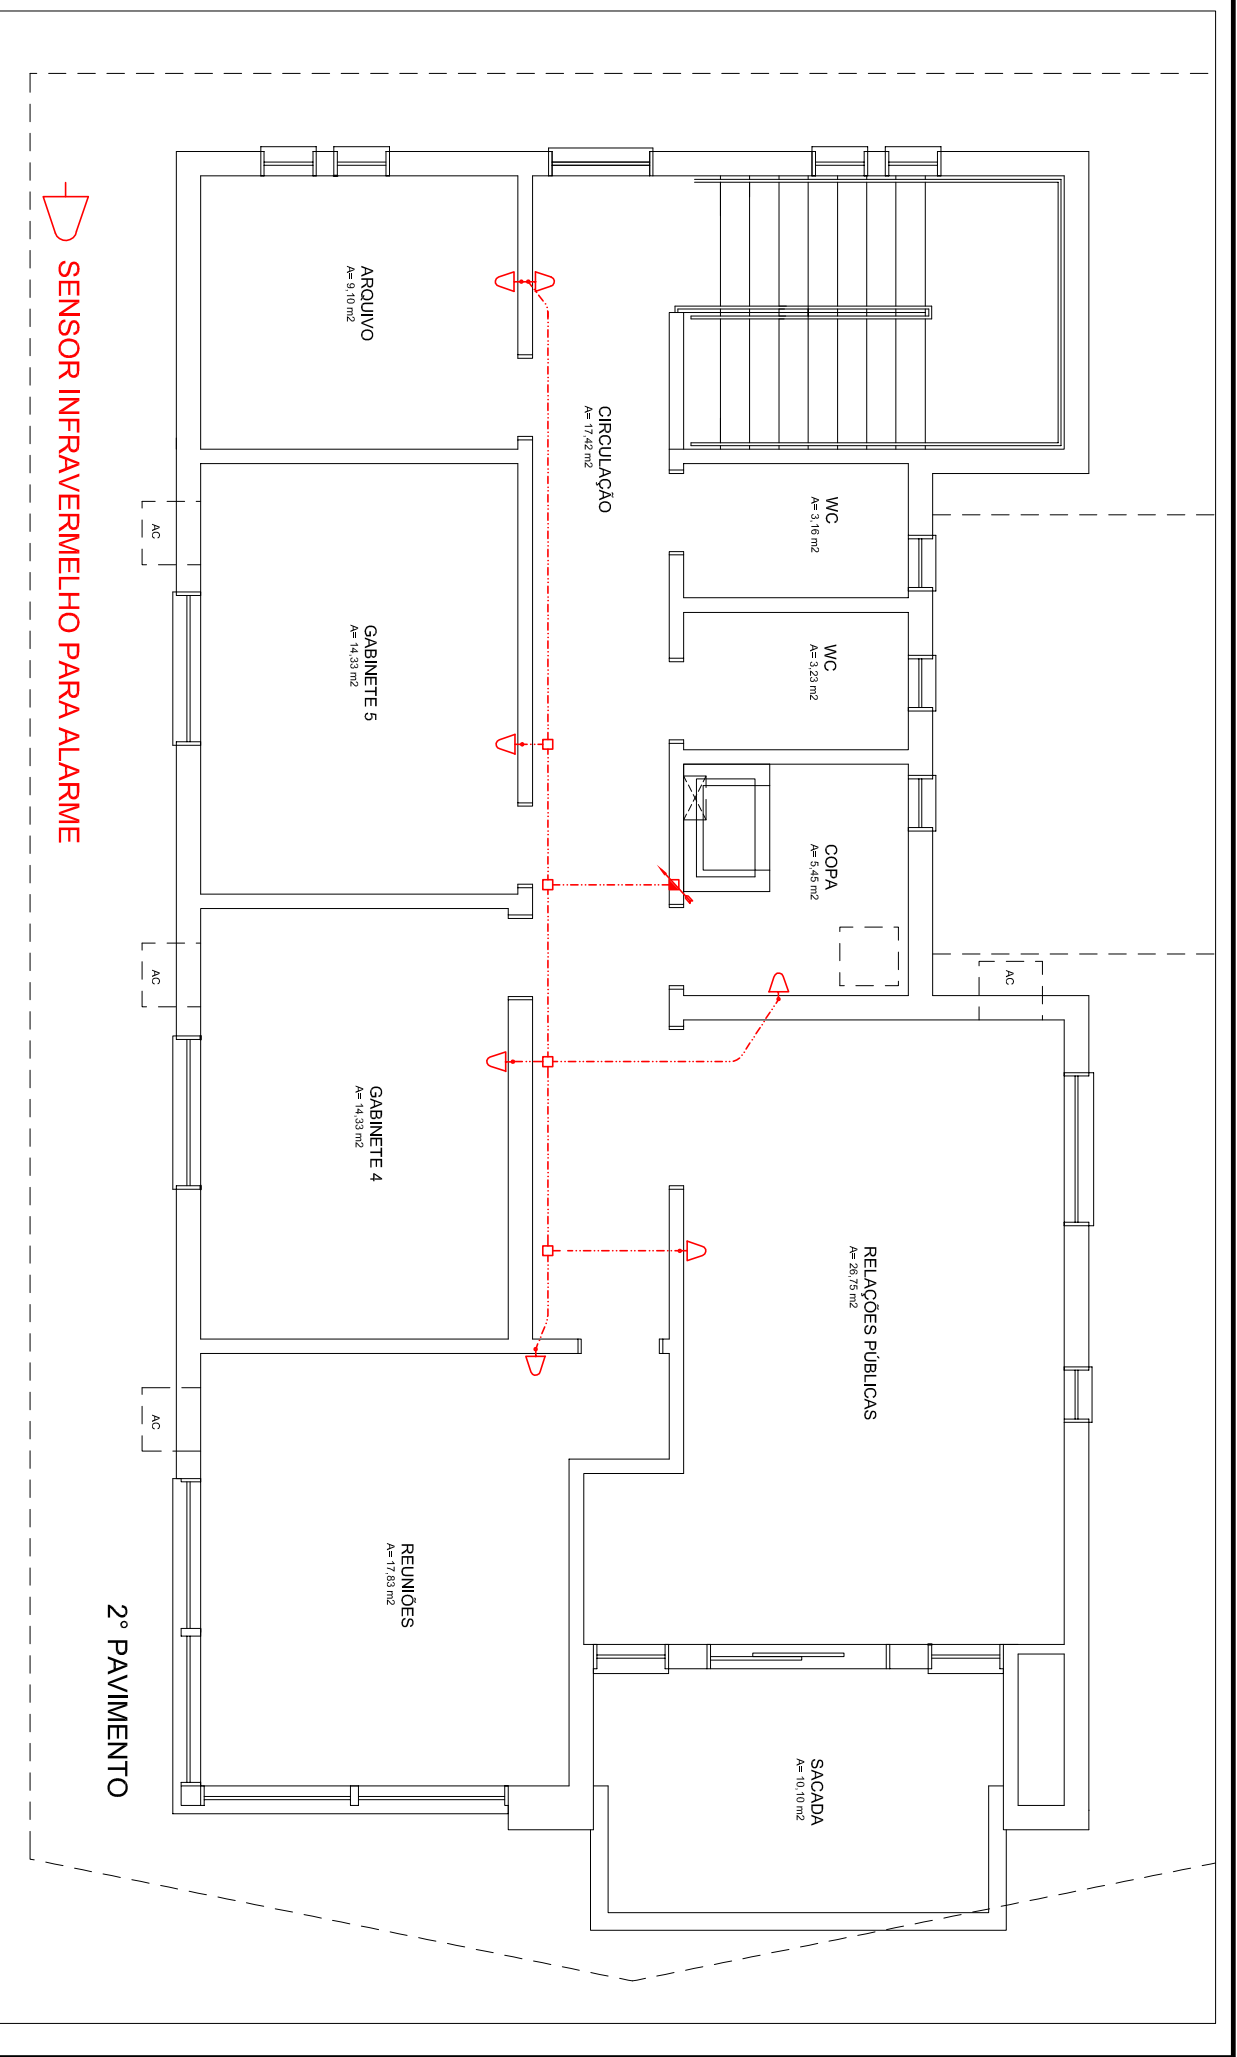 RELAÇÕES PÚBLICAS
A= 26,75 m2
SACADA
A= 10,10 m2
AC
WC
A= 3,16 m2
WC
A= 3,23 m2
COPA
A= 5,45 m2
CIRCULAÇÃO
A= 17,42 m2
ARQUIVO
A= 9,10 m2
GABINETE 5
A= 14,33 m2
GABINETE 4
A= 14,33 m2
REUNIÕES
A= 17,83 m2
AC
AC
AC
2° PAVIMENTO
SENSOR INFRAVERMELHO PARA ALARME